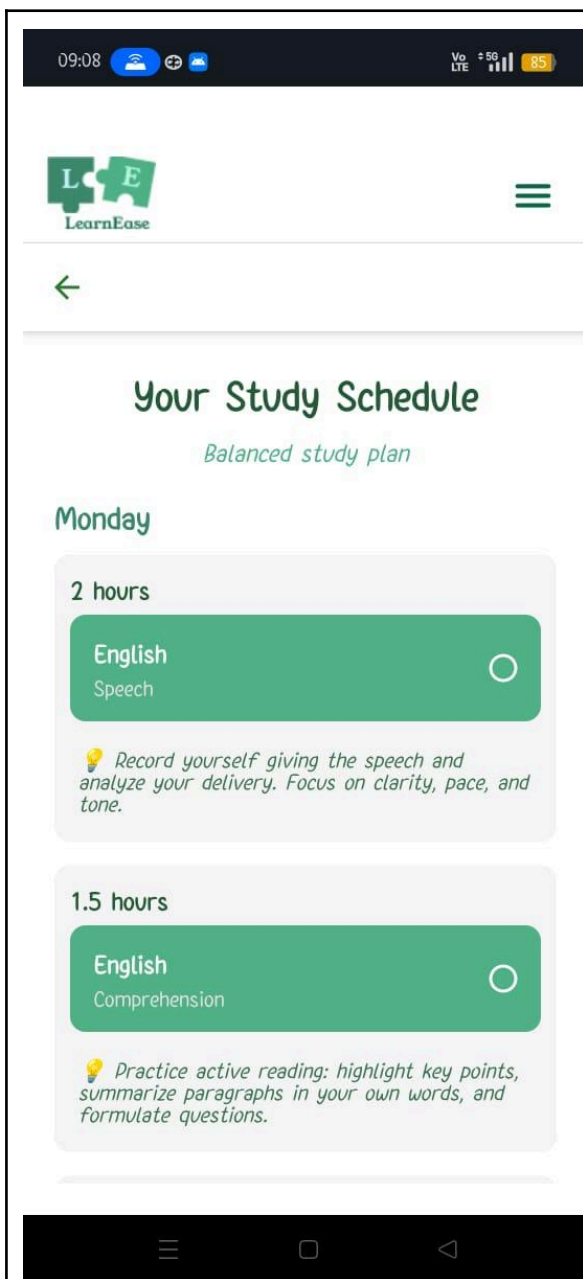 09:08
Vo LTE 5G 85
L E
LearnEase
Your Study Schedule
Balanced study plan
Monday
2 hours
English
Speech
💡 Record yourself giving the speech and
analyze your delivery. Focus on clarity, pace, and
tone.
1.5 hours
English
Comprehension
💡 Practice active reading: highlight key points,
summarize paragraphs in your own words, and
formulate questions.